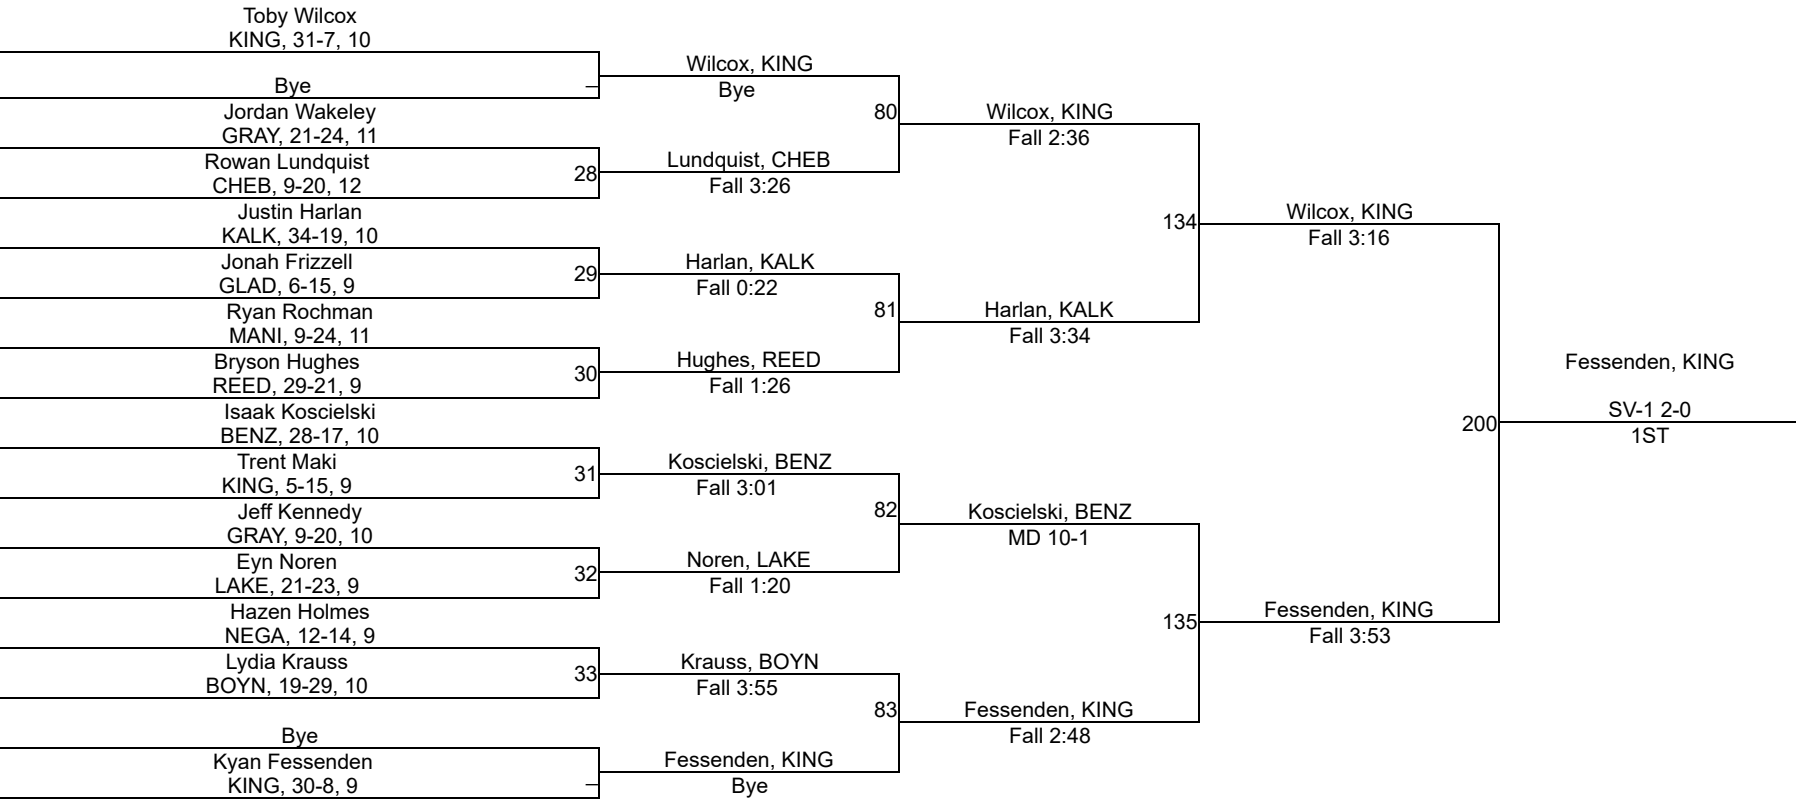 Toby Wilcox
KING, 31-7, 10
Bye
–
Jordan Wakeley
GRAY, 21-24, 11
Rowan Lundquist
CHEB, 9-20, 12
28
Justin Harlan
KALK, 34-19, 10
Jonah Frizzell
GLAD, 6-15, 9
29
Ryan Rochman
MANI, 9-24, 11
Bryson Hughes
REED, 29-21, 9
30
Isaak Koscielski
BENZ, 28-17, 10
Trent Maki
KING, 5-15, 9
31
Jeff Kennedy
GRAY, 9-20, 10
Eyn Noren
LAKE, 21-23, 9
32
Hazen Holmes
NEGA, 12-14, 9
Lydia Krauss
BOYN, 19-29, 10
33
Bye
Kyan Fessenden
KING, 30-8, 9
–
Wilcox, KING
Bye
80
Lundquist, CHEB
Fall 3:26
Harlan, KALK
Fall 0:22
81
Hughes, REED
Fall 1:26
Koscielski, BENZ
Fall 3:01
82
Noren, LAKE
Fall 1:20
Krauss, BOYN
Fall 3:55
83
Fessenden, KING
Bye
Wilcox, KING
Fall 2:36
134
Harlan, KALK
Fall 3:34
Koscielski, BENZ
MD 10-1
135
Fessenden, KING
Fall 2:48
Wilcox, KING
Fall 3:16
200
Fessenden, KING
Fall 3:53
Fessenden, KING
SV-1 2-0
1ST